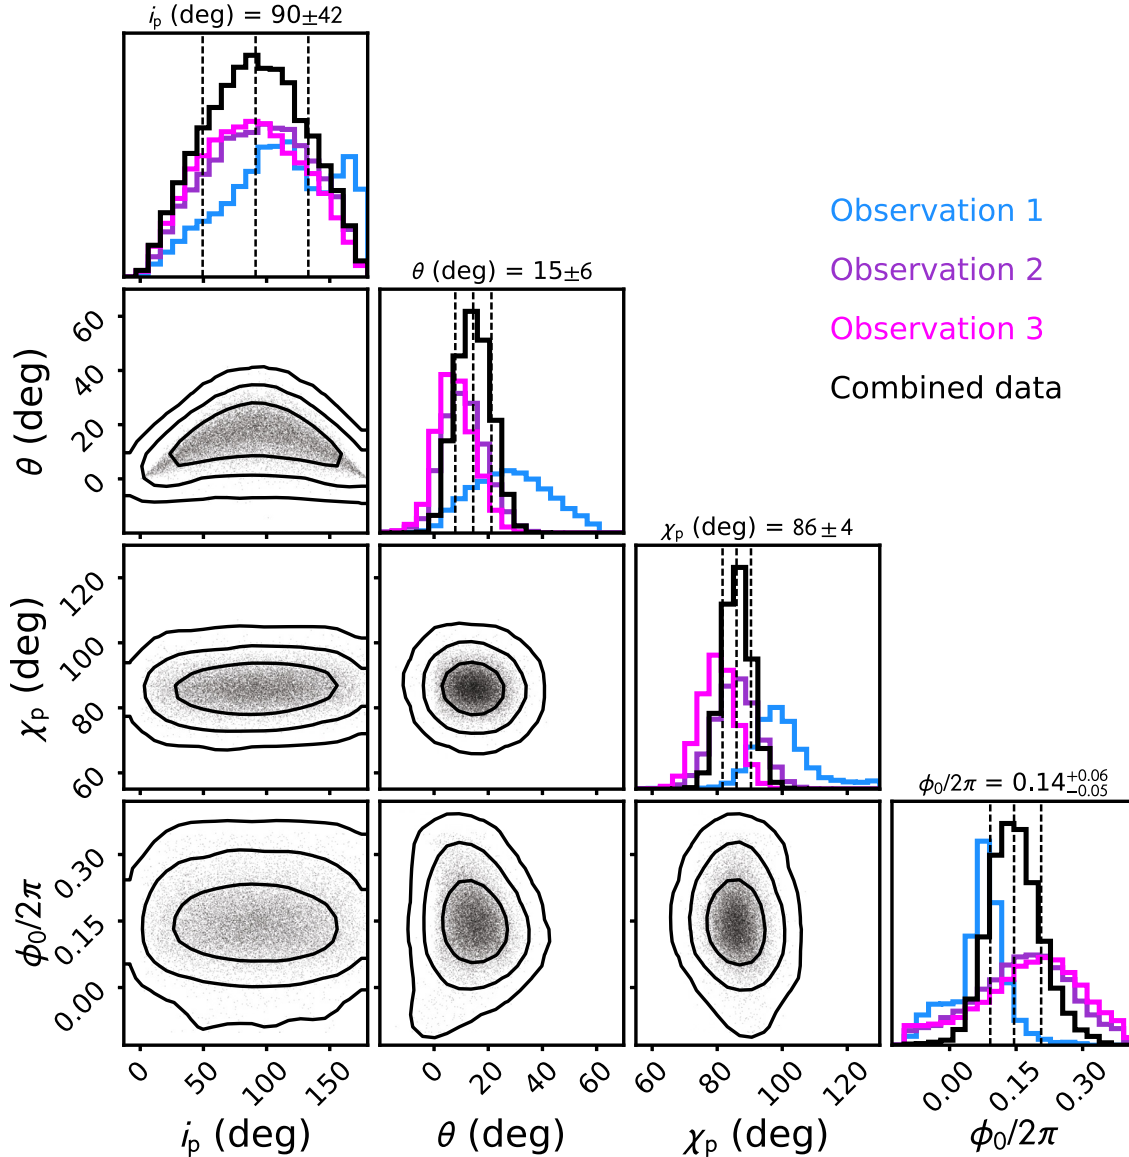 i_p (deg) = 90±42
θ (deg) = 15±6
χ_p (deg) = 86±4
ϕ_0/2π = 0.14^{+0.06}_{-0.05}
Observation 1
Observation 2
Observation 3
Combined data
θ (deg)
60
40
20
0
χ_p (deg)
120
100
80
60
ϕ_0/2π
0.30
0.15
0.00
0
50
100
150
i_p (deg)
0
20
40
60
θ (deg)
60
80
100
120
χ_p (deg)
0.00
0.15
0.30
ϕ_0/2π